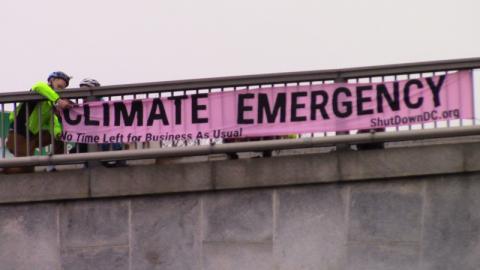 CLIMATE EMERGENCY
No Time Left for Business As Usual
ShutDownDC.org